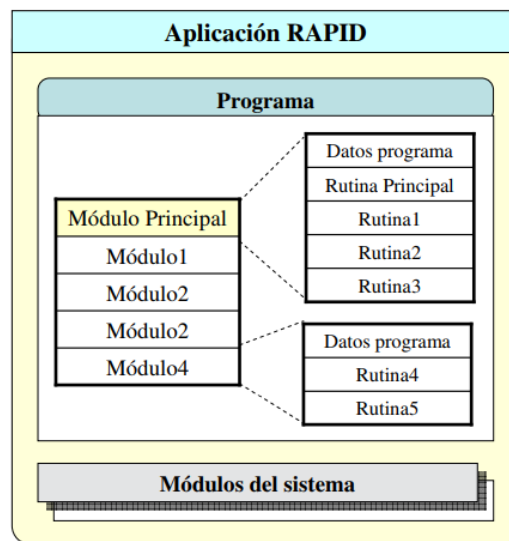 Aplicación RAPID
Programa
Módulo Principal
Módulo1
Módulo2
Módulo2
Módulo4
Datos programa
Rutina Principal
Rutina1
Rutina2
Rutina3
Datos programa
Rutina4
Rutina5
Módulos del sistema